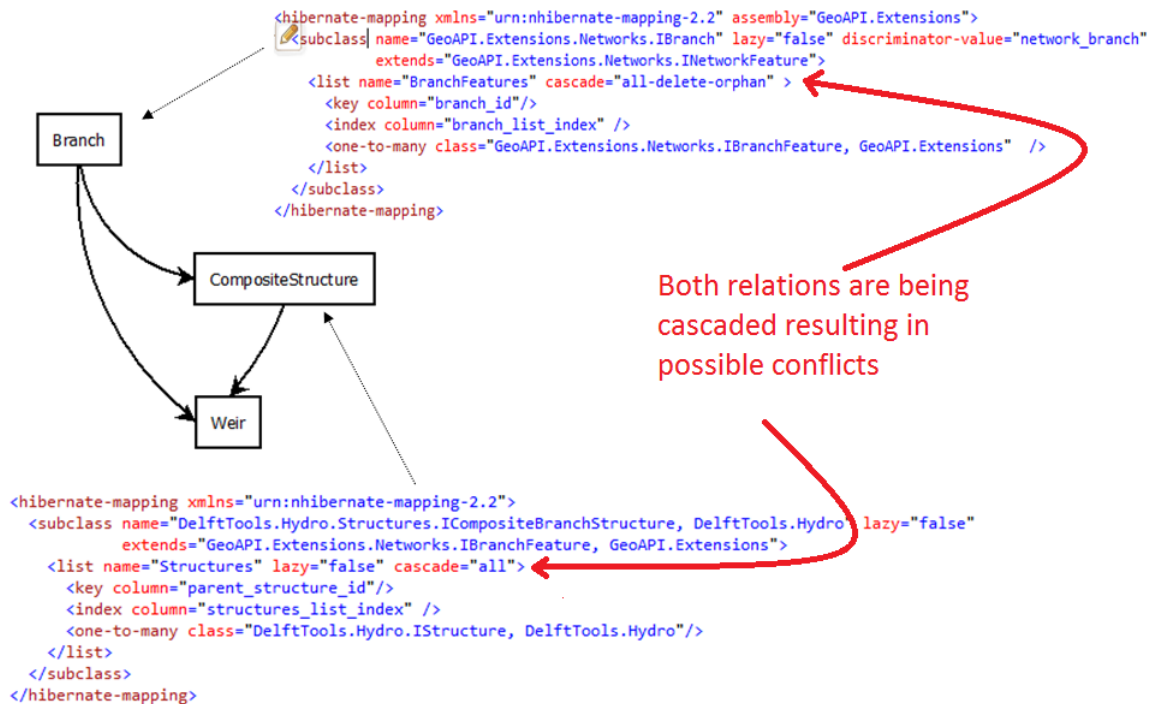 <hibernate-mapping xmlns="urn:nhibernate-mapping-2.2" assembly="GeoAPI.Extensions">
<subclass name="GeoAPI.Extensions.Networks.IBranch" lazy="false" discriminator-value="network_branch"
extends="GeoAPI.Extensions.Networks.INetworkFeature">
<list name="BranchFeatures" cascade="all-delete-orphan" >
<key column="branch_id"/>
<index column="branch_list_index" />
<one-to-many class="GeoAPI.Extensions.Networks.IBranchFeature, GeoAPI.Extensions"  />
</list>
</subclass>
</hibernate-mapping>
Branch
CompositeStructure
Weir
Both relations are being
cascaded resulting in
possible conflicts
<hibernate-mapping xmlns="urn:nhibernate-mapping-2.2">
<subclass name="DelftTools.Hydro.Structures.ICompositeBranchStructure, DelftTools.Hydro" lazy="false"
extends="GeoAPI.Extensions.Networks.IBranchFeature, GeoAPI.Extensions">
<list name="Structures" lazy="false" cascade="all">
<key column="parent_structure_id"/>
<index column="structures_list_index" />
<one-to-many class="DelftTools.Hydro.IStructure, DelftTools.Hydro"/>
</list>
</subclass>
</hibernate-mapping>